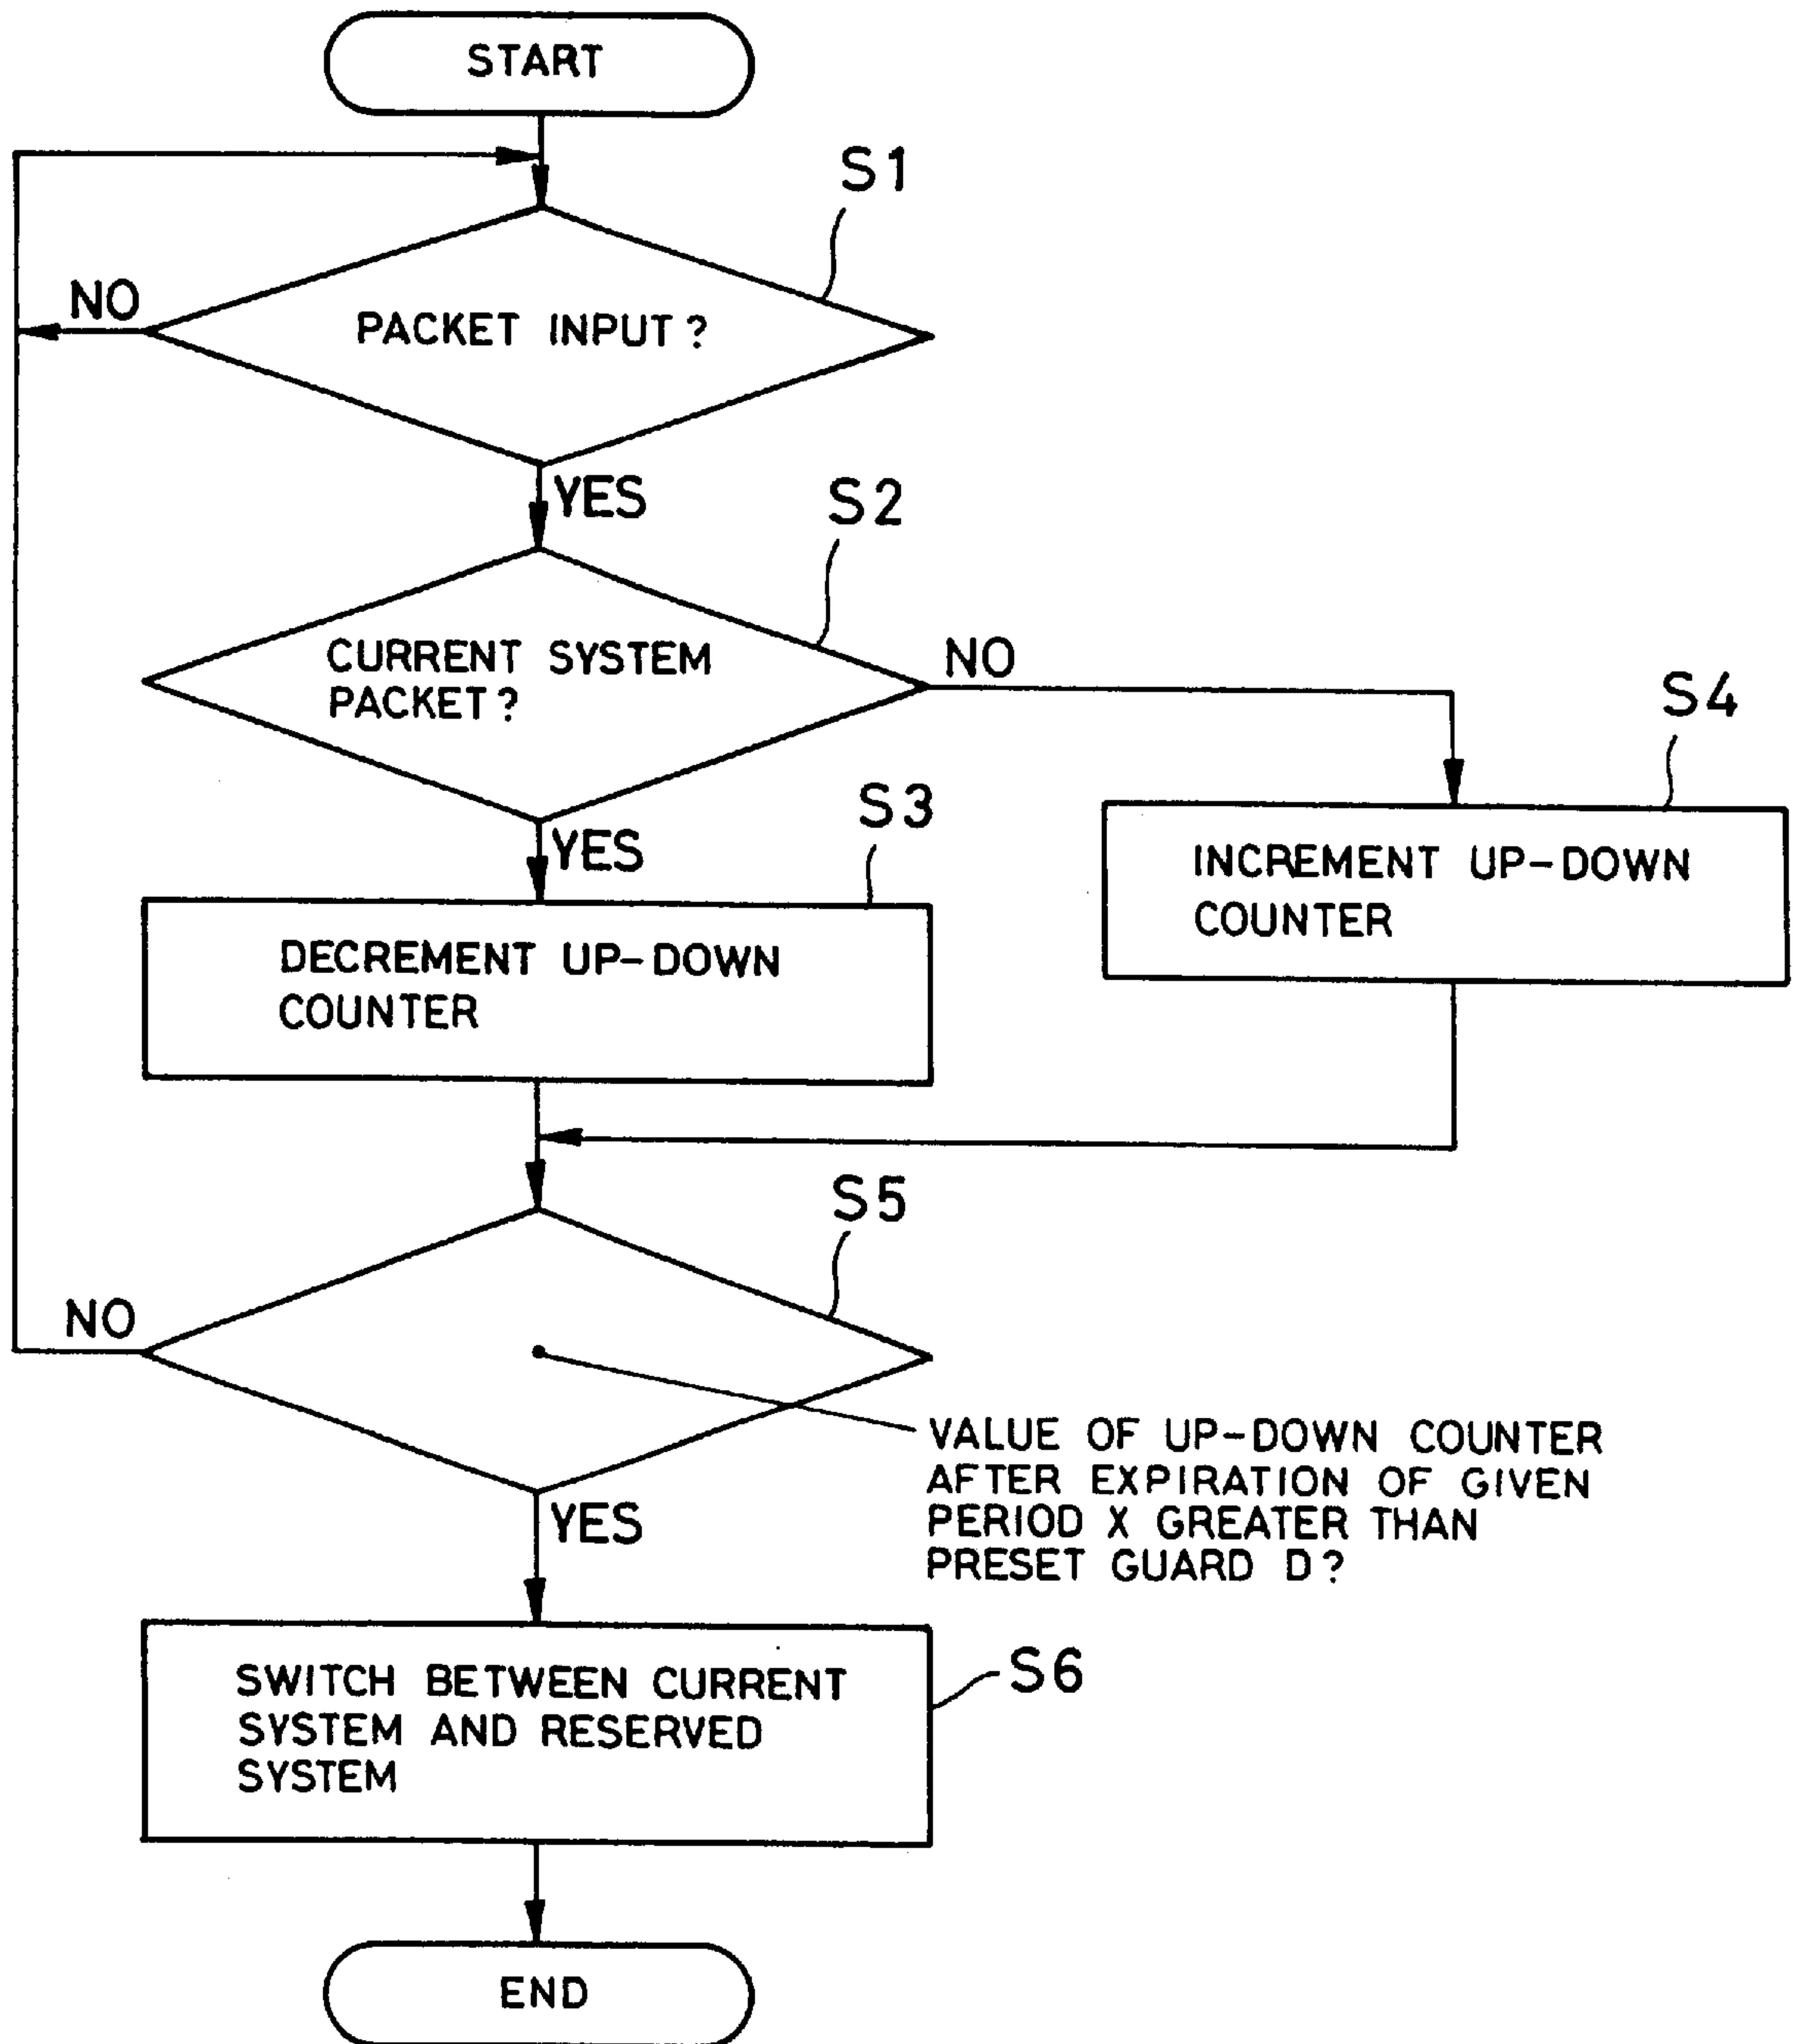 START
S1
NO
PACKET INPUT?
YES
S2
CURRENT SYSTEM
PACKET?
NO
S4
YES
S3
INCREMENT UP-DOWN
COUNTER
DECREMENT UP-DOWN
COUNTER
S5
NO
VALUE OF UP-DOWN COUNTER
AFTER EXPIRATION OF GIVEN
PERIOD X GREATER THAN
PRESET GUARD D?
YES
SWITCH BETWEEN CURRENT
SYSTEM AND RESERVED
SYSTEM
S6
END